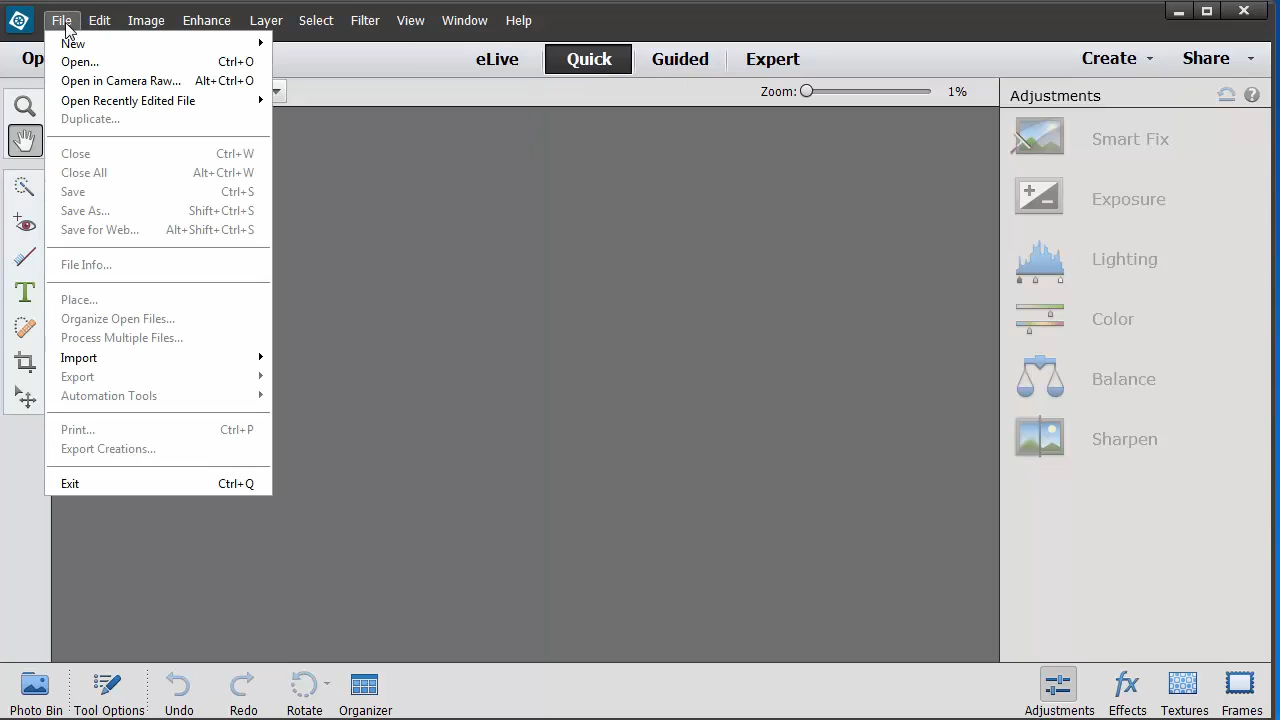 File Edit Image Enhance Layer Select Filter View Window Help
Op eLive Quick Guided Expert Create Share
Zoom: 1%
New
Open... Ctrl+O
Open in Camera Raw... Alt+Ctrl+O
Open Recently Edited File
Duplicate...
Close Ctrl+W
Close All Alt+Ctrl+W
Save Ctrl+S
Save As... Shift+Ctrl+S
Save for Web... Alt+Shift+Ctrl+S
File Info...
Place...
Organize Open Files...
Process Multiple Files...
Import
Export
Automation Tools
Print... Ctrl+P
Export Creations...
Exit Ctrl+Q
Adjustments
Smart Fix
Exposure
Lighting
Color
Balance
Sharpen
Photo Bin Tool Options Undo Redo Rotate Organizer Adjustments Effects Textures Frames